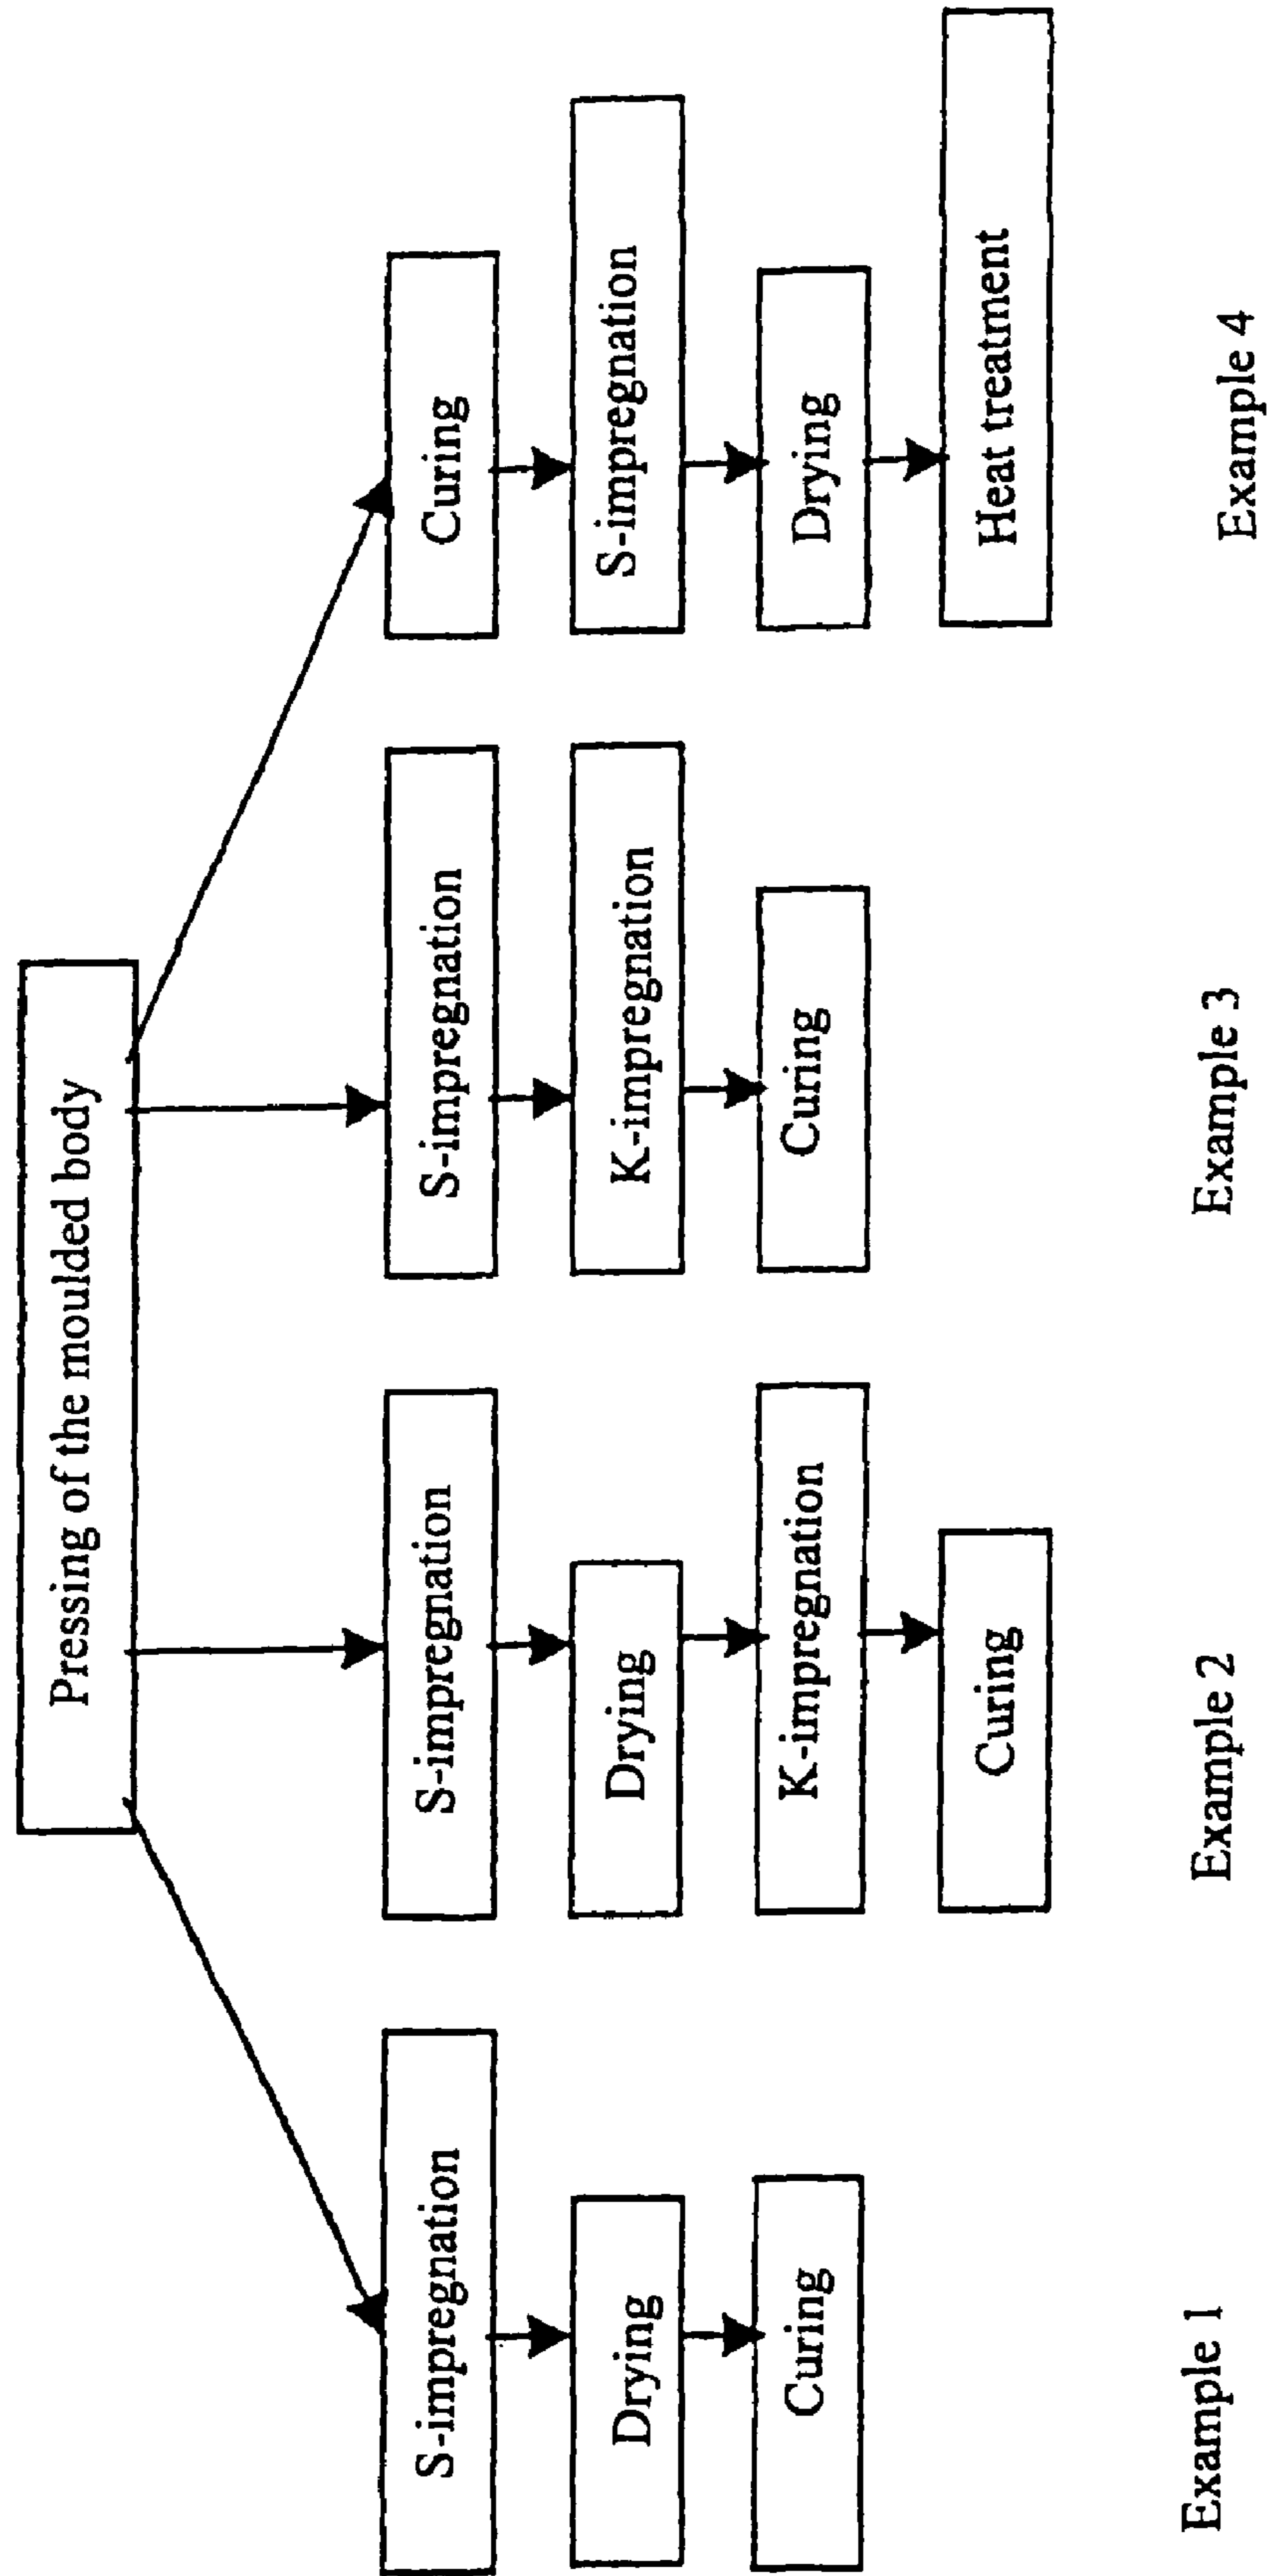 Pressing of the moulded body
S-impregnation
Drying
Curing
Example 1
S-impregnation
Drying
K-impregnation
Curing
Example 2
S-impregnation
K-impregnation
Curing
Example 3
Curing
S-impregnation
Drying
Heat treatment
Example 4